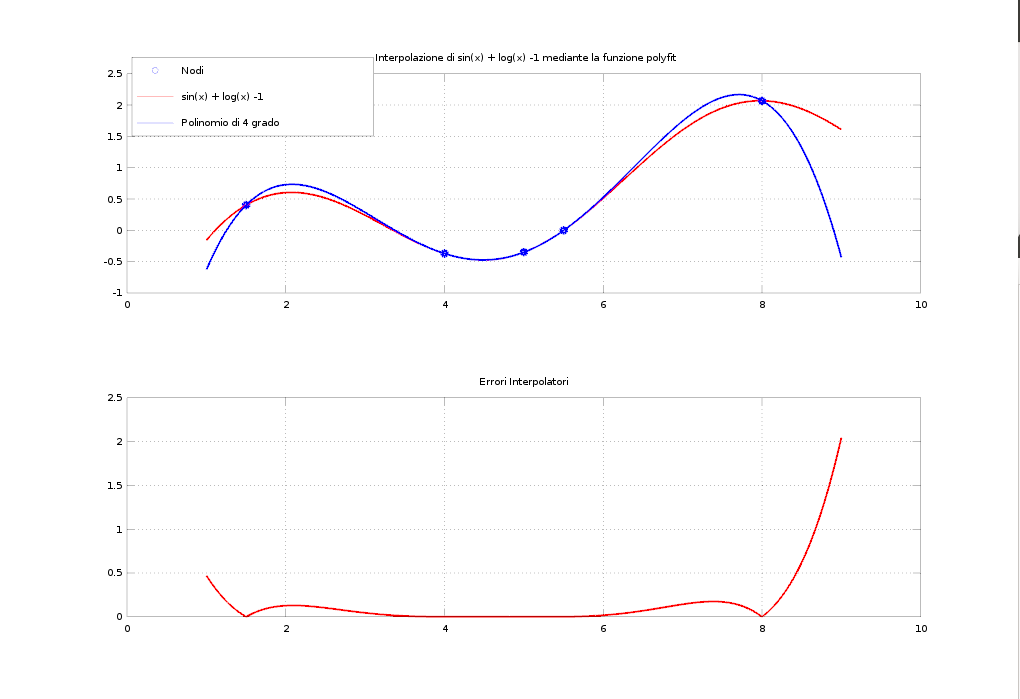 Interpolazione di sin(x) + log(x) -1 mediante la funzione polyfit
Nodi
sin(x) + log(x) -1
Polinomio di 4 grado
2.5
2
1.5
1
0.5
0
-0.5
-1
0 2 4 6 8 10
Errori Interpolatori
2.5
2
1.5
1
0.5
0
0 2 4 6 8 10